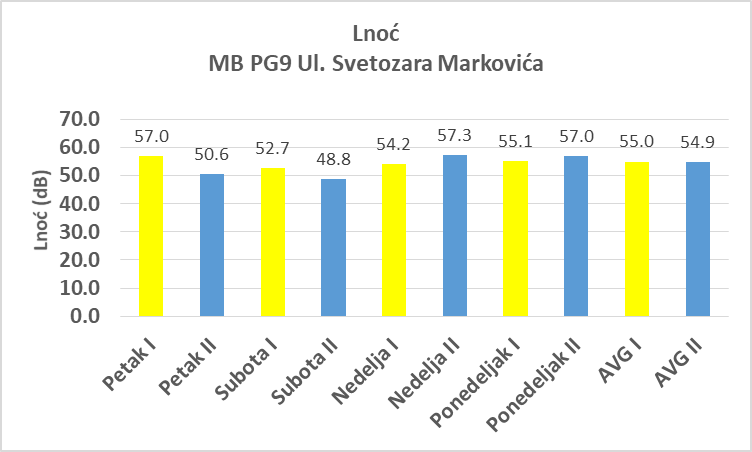 Lnoć
MB PG9 Ul. Svetozara Markovića
Lnoć (dB)
70.0
60.0
50.0
40.0
30.0
20.0
10.0
0.0
57.0
50.6
52.7
48.8
54.2
57.3
55.1
57.0
55.0
54.9
Petak I
Petak II
Subota I
Subota II
Nedelja I
Nedelja II
Ponedeljak I
Ponedeljak II
AVG I
AVG II